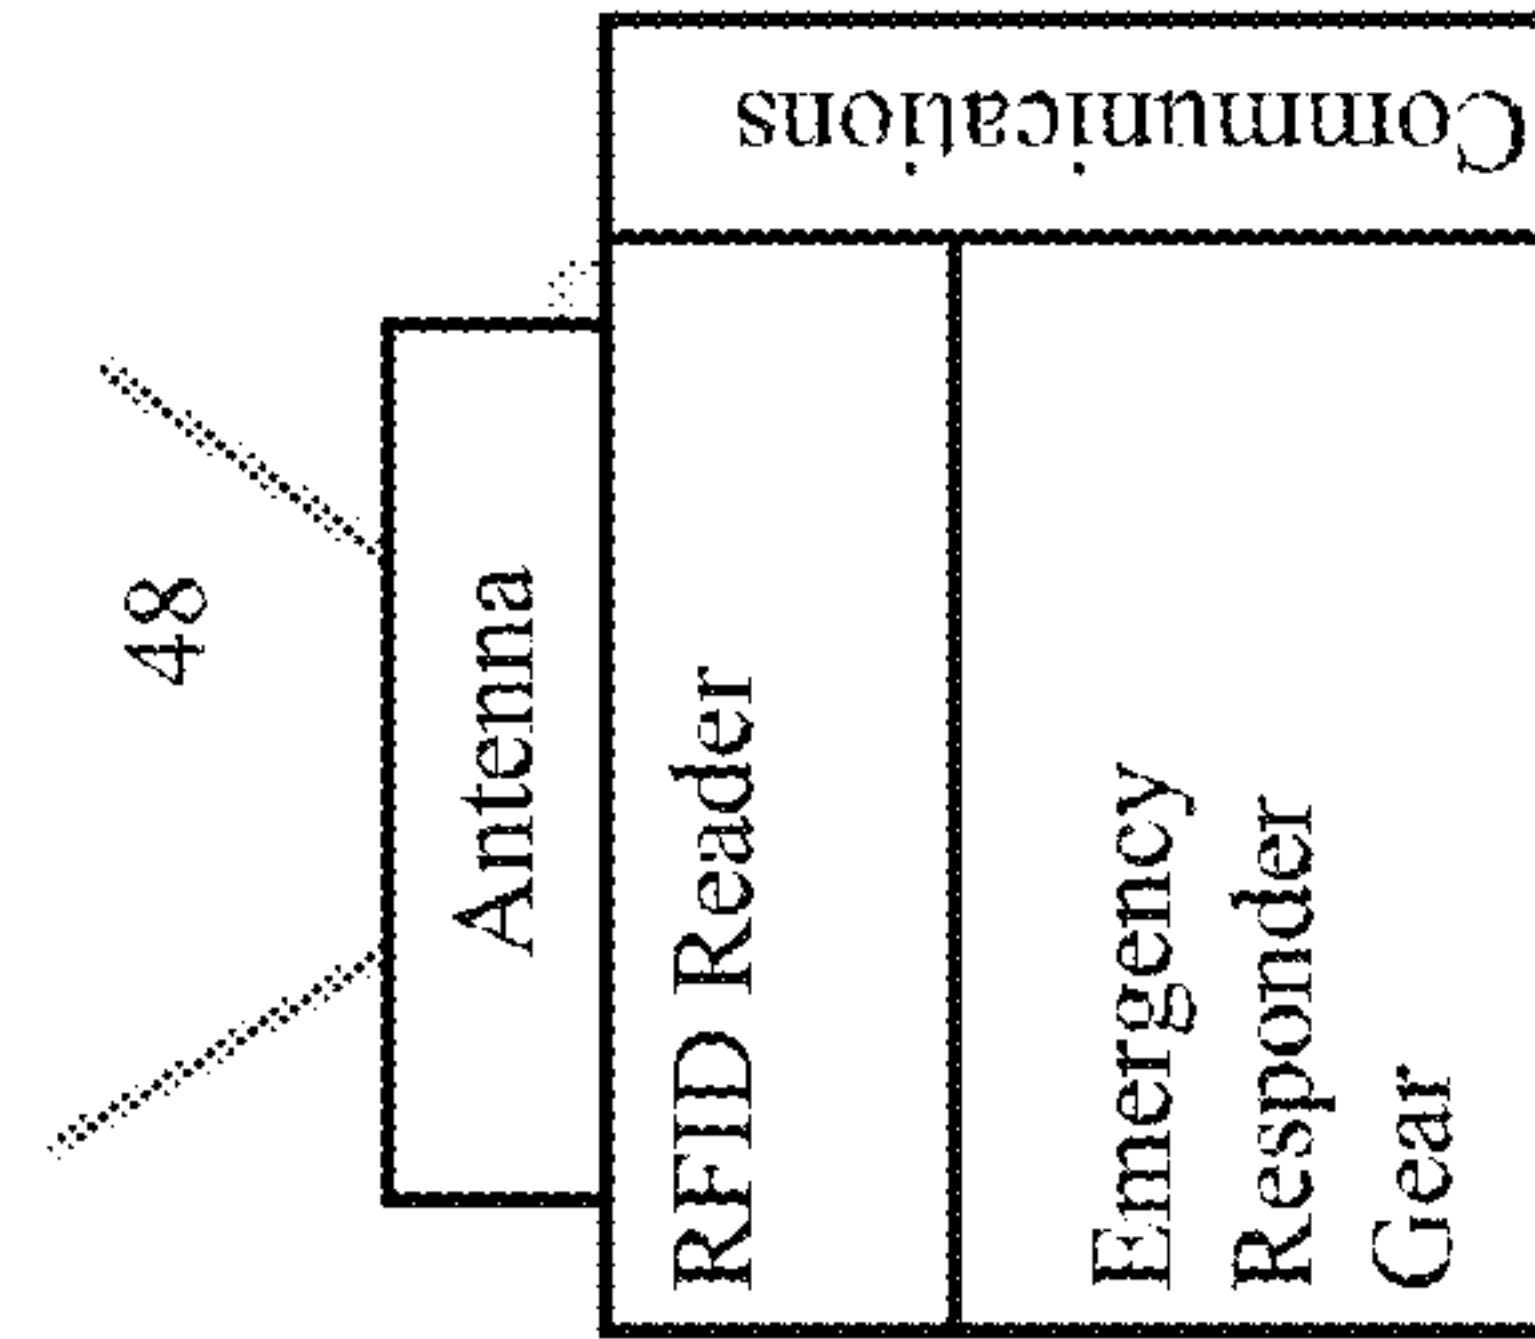 48
Antenna
RFID Reader
Emergency
Responder
Gear
Communications